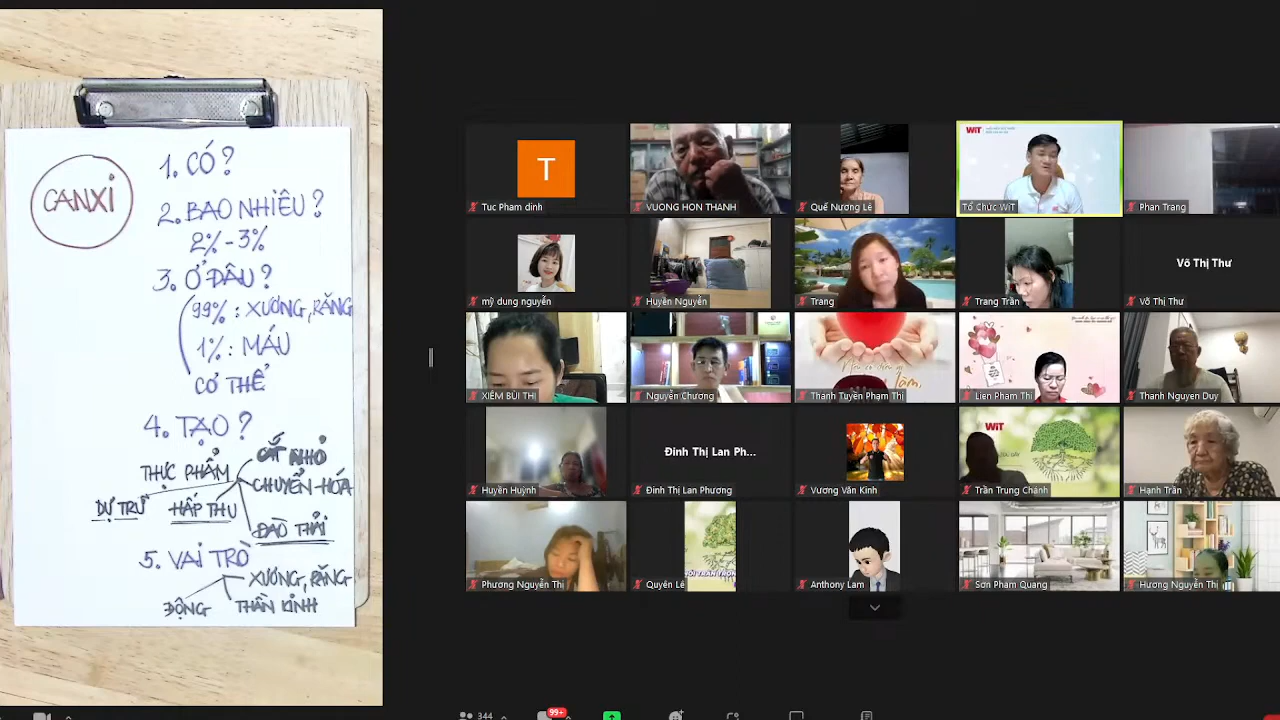 CANXI
1. CÓ?
2. BAO NHIÊU?
2% - 3%
3. Ở ĐÂU?
99% : XƯƠNG, RĂNG
1% : MÁU
CƠ THỂ
4. TẠO?
CẮT NHỎ
THỰC PHẨM
CHUYỂN HÓA
DỰ TRỮ
HẤP THU
ĐÀO THẢI
5. VAI TRÒ
XƯƠNG, RĂNG
ĐỘNG
THẦN KINH
T
Tuc Pham dinh
VUONG HON THANH
Quế Nương Lê
WiT
Tổ Chức WiT
Phan Trang
mỹ dung nguyễn
Huyền Nguyễn
Trang
Trang Trần
Võ Thị Thư
Võ Thị Thư
XIÊM BÙI THỊ
Nguyễn Chương
Thanh Tuyền Phạm Thị
Lien Pham Thi
Thanh Nguyen Duy
Huyền Huỳnh
Đinh Thị Lan Ph...
Đinh Thị Lan Phương
Vương Văn Kinh
WiT
Trần Trung Chánh
Hạnh Trần
Phương Nguyễn Thị
Quyên Lê
Anthony Lam
Sơn Phạm Quang
Hương Nguyễn Thị
344
99+